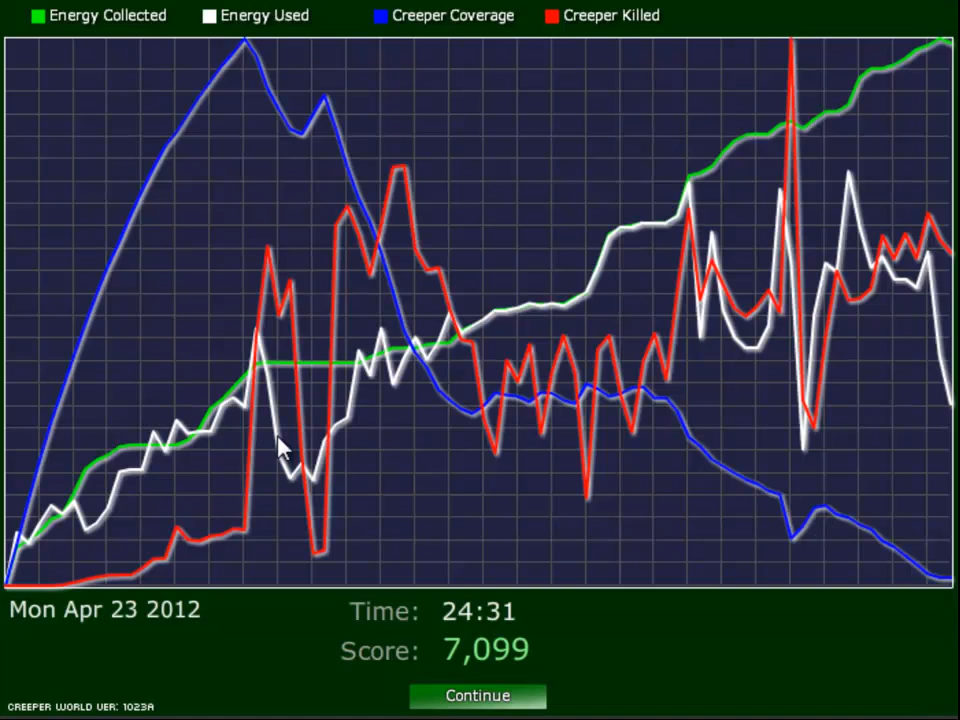 Energy Collected Energy Used Creeper Coverage Creeper Killed
Mon Apr 23 2012 Time: 24:31
Score: 7,099
Continue
CREEPER WORLD VER: 1023A